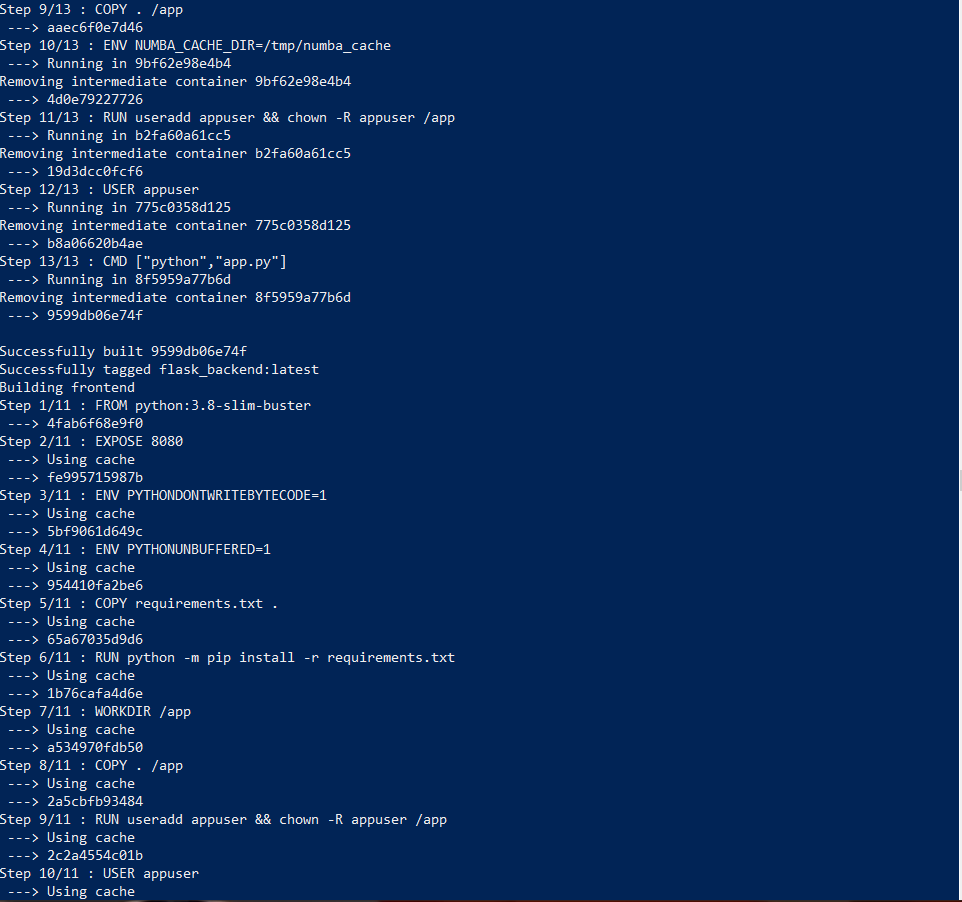 Step 9/13 : COPY . /app
 ---> aaec6f0e7d46
Step 10/13 : ENV NUMBA_CACHE_DIR=/tmp/numba_cache
 ---> Running in 9bf62e98e4b4
Removing intermediate container 9bf62e98e4b4
 ---> 4d0e79227726
Step 11/13 : RUN useradd appuser && chown -R appuser /app
 ---> Running in b2fa60a61cc5
Removing intermediate container b2fa60a61cc5
 ---> 19d3dcc0fcf6
Step 12/13 : USER appuser
 ---> Running in 775c0358d125
Removing intermediate container 775c0358d125
 ---> b8a06620b4ae
Step 13/13 : CMD ["python","app.py"]
 ---> Running in 8f5959a77b6d
Removing intermediate container 8f5959a77b6d
 ---> 9599db06e74f

Successfully built 9599db06e74f
Successfully tagged flask_backend:latest
Building frontend
Step 1/11 : FROM python:3.8-slim-buster
 ---> 4fab6f68e9f0
Step 2/11 : EXPOSE 8080
 ---> Using cache
 ---> fe995715987b
Step 3/11 : ENV PYTHONDONTWRITEBYTECODE=1
 ---> Using cache
 ---> 5bf9061d649c
Step 4/11 : ENV PYTHONUNBUFFERED=1
 ---> Using cache
 ---> 954410fa2be6
Step 5/11 : COPY requirements.txt .
 ---> Using cache
 ---> 65a67035d9d6
Step 6/11 : RUN python -m pip install -r requirements.txt
 ---> Using cache
 ---> 1b76cafa4d6e
Step 7/11 : WORKDIR /app
 ---> Using cache
 ---> a534970fdb50
Step 8/11 : COPY . /app
 ---> Using cache
 ---> 2a5cbfb93484
Step 9/11 : RUN useradd appuser && chown -R appuser /app
 ---> Using cache
 ---> 2c2a4554c01b
Step 10/11 : USER appuser
 ---> Using cache